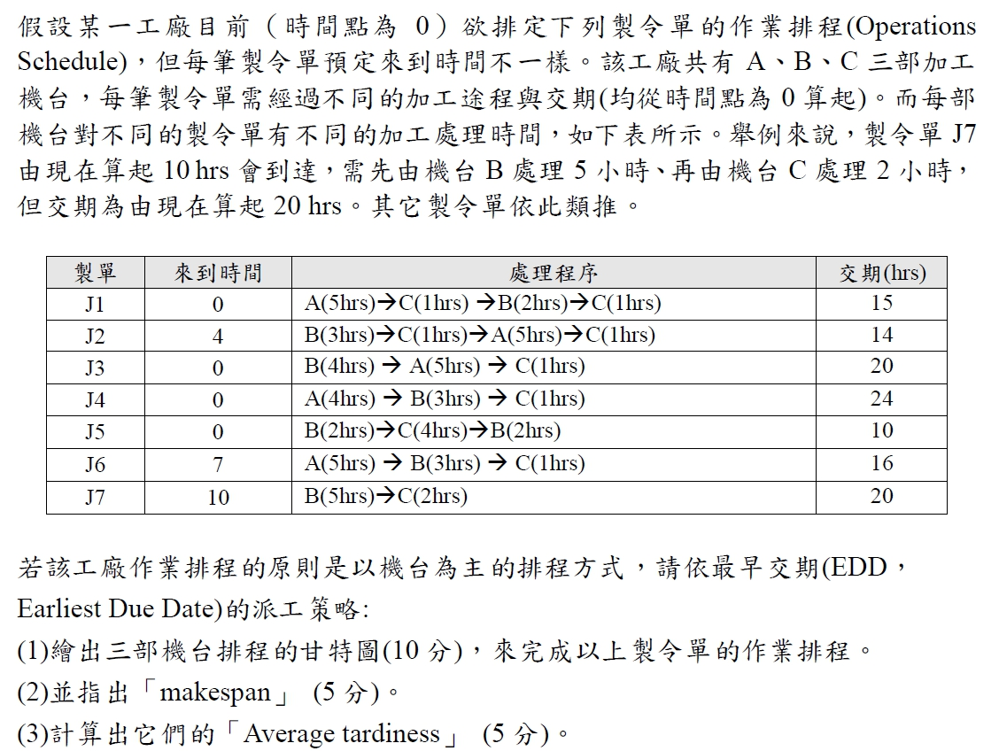 假設某一工廠目前（時間點為 0）欲排定下列製令單的作業排程(Operations
Schedule)，但每筆製令單預定來到時間不一樣。該工廠共有 A、B、C 三部加工
機台，每筆製令單需經過不同的加工途程與交期(均從時間點為 0 算起)。而每部
機台對不同的製令單有不同的加工處理時間，如下表所示。舉例來說，製令單 J7
由現在算起 10 hrs 會到達，需先由機台 B 處理 5 小時、再由機台 C 處理 2 小時，
但交期為由現在算起 20 hrs。其它製令單依此類推。
製單 來到時間 處理程序 交期(hrs)
J1 0 A(5hrs)→C(1hrs) →B(2hrs)→C(1hrs) 15
J2 4 B(3hrs)→C(1hrs)→A(5hrs)→C(1hrs) 14
J3 0 B(4hrs) → A(5hrs) → C(1hrs) 20
J4 0 A(4hrs) → B(3hrs) → C(1hrs) 24
J5 0 B(2hrs)→C(4hrs)→B(2hrs) 10
J6 7 A(5hrs) → B(3hrs) → C(1hrs) 16
J7 10 B(5hrs)→C(2hrs) 20
若該工廠作業排程的原則是以機台為主的排程方式，請依最早交期(EDD，
Earliest Due Date)的派工策略:
(1)繪出三部機台排程的甘特圖(10 分)，來完成以上製令單的作業排程。
(2)並指出「makespan」 (5 分)。
(3)計算出它們的「Average tardiness」 (5 分)。